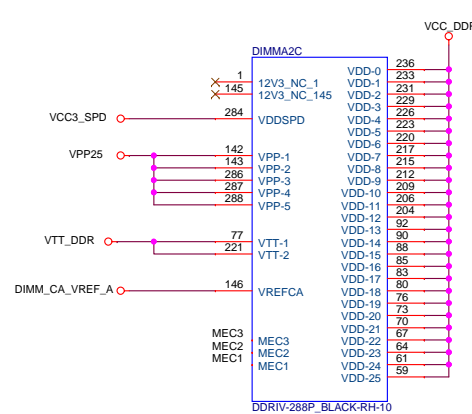 VCC_DDR
DIMMA2C
1 12V3_NC_1 VDD-0 236
145 12V3_NC_145 VDD-1 233
VDD-2 231
VDD-3 229
VCC3_SPD 284 VDDSPD VDD-4 226
VDD-5 223
VDD-6 220
VPP25 142 VPP-1 VDD-7 217
143 VPP-2 VDD-8 215
286 VPP-3 VDD-9 212
287 VPP-4 VDD-10 209
288 VPP-5 VDD-11 206
VDD-12 204
VDD-13 92
VTT_DDR 77 VTT-1 VDD-14 90
221 VTT-2 VDD-15 88
VDD-16 85
VDD-17 83
DIMM_CA_VREF_A 146 VREFCA VDD-18 80
VDD-19 76
VDD-20 73
VDD-21 70
MEC3 MEC3 VDD-22 67
MEC2 MEC2 VDD-23 64
MEC1 MEC1 VDD-24 61
VDD-25 59
DDRIV-288P_BLACK-RH-10